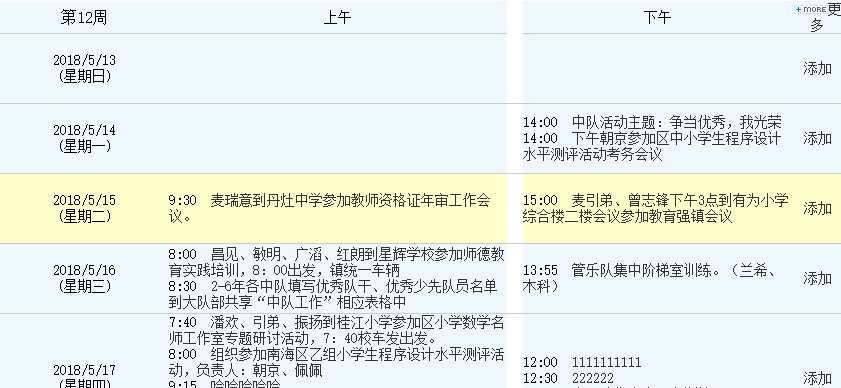 第12周 上午 下午 MORE更多
2018/5/13
(星期日)
添加
2018/5/14
(星期一)
14:00 中队活动主题：争当优秀，我光荣
14:00 下午朝京参加区中小学生程序设计
水平测评活动考务会议
添加
2018/5/15
(星期二)
9:30 麦瑞意到丹灶中学参加教师资格证年审工作会
议。
15:00 麦引弟、曾志锋下午3点到有为小学
综合楼二楼会议参加教育强镇会议
添加
2018/5/16
(星期三)
8:00 昌见、敏明、广滔、红朗到星辉学校参加师德教
育实践培训，8：00出发，镇统一车辆
8:30 2-6年各中队填写优秀队干、优秀少先队员名单
到大队部共享“中队工作”相应表格中
13:55 管乐队集中阶梯室训练。（兰希、
木科）
添加
2018/5/17
(星期四)
7:40 潘欢、引弟、振扬到桂江小学参加区小学数学名
师工作室专题研讨活动，7：40校车发出发。
8:00 组织参加南海区乙组小学生程序设计水平测评活
动，负责人：朝京、佩佩
9:15 哈哈哈哈哈
12:00 1111111111
12:30 222222
添加